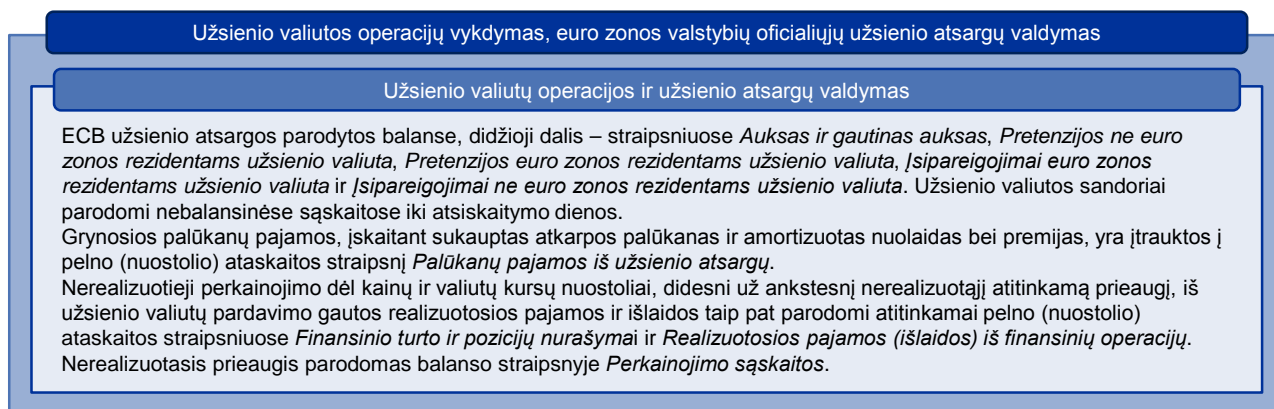 Užsienio valiutos operacijų vykdymas, euro zonos valstybių oficialiųjų užsienio atsargų valdymas
Užsienio valiutų operacijos ir užsienio atsargų valdymas
ECB užsienio atsargos parodytos balanse, didžioji dalis – straipsniuose Auksas ir gautinas auksas, Pretenzijos ne euro
zonos rezidentams užsienio valiuta, Pretenzijos euro zonos rezidentams užsienio valiuta, Įsipareigojimai euro zonos
rezidentams užsienio valiuta ir Įsipareigojimai ne euro zonos rezidentams užsienio valiuta. Užsienio valiutos sandoriai
parodomi nebalansinėse sąskaitose iki atsiskaitymo dienos.
Grynosios palūkanų pajamos, įskaitant sukauptas atkarpos palūkanas ir amortizuotas nuolaidas bei premijas, yra įtrauktos į
pelno (nuostolio) ataskaitos straipsnį Palūkanų pajamos iš užsienio atsargų.
Nerealizuotieji perkainojimo dėl kainų ir valiutų kursų nuostoliai, didesni už ankstesnį nerealizuotąjį atitinkamą prieaugį, iš
užsienio valiutų pardavimo gautos realizuotosios pajamos ir išlaidos taip pat parodomi atitinkamai pelno (nuostolio)
ataskaitos straipsniuose Finansinio turto ir pozicijų nurašymai ir Realizuotosios pajamos (išlaidos) iš finansinių operacijų.
Nerealizuotasis prieaugis parodomas balanso straipsnyje Perkainojimo sąskaitos.